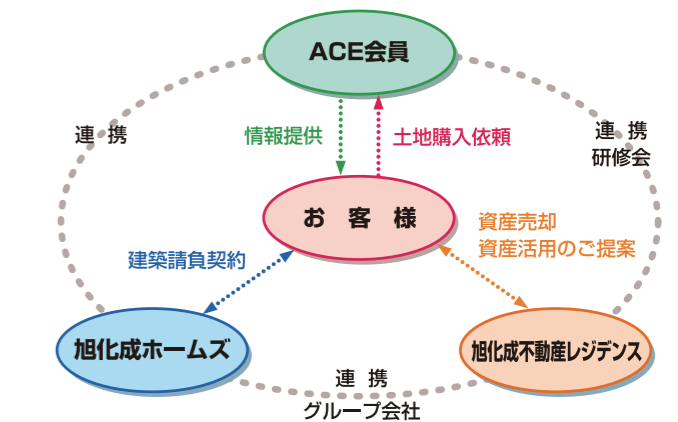 ACE会員
連 携
情報提供
土地購入依頼
連 携
研修会
お 客 様
資産売却
資産活用のご提案
建築請負契約
旭化成ホームズ
旭化成不動産レジデンス
連 携
グループ会社